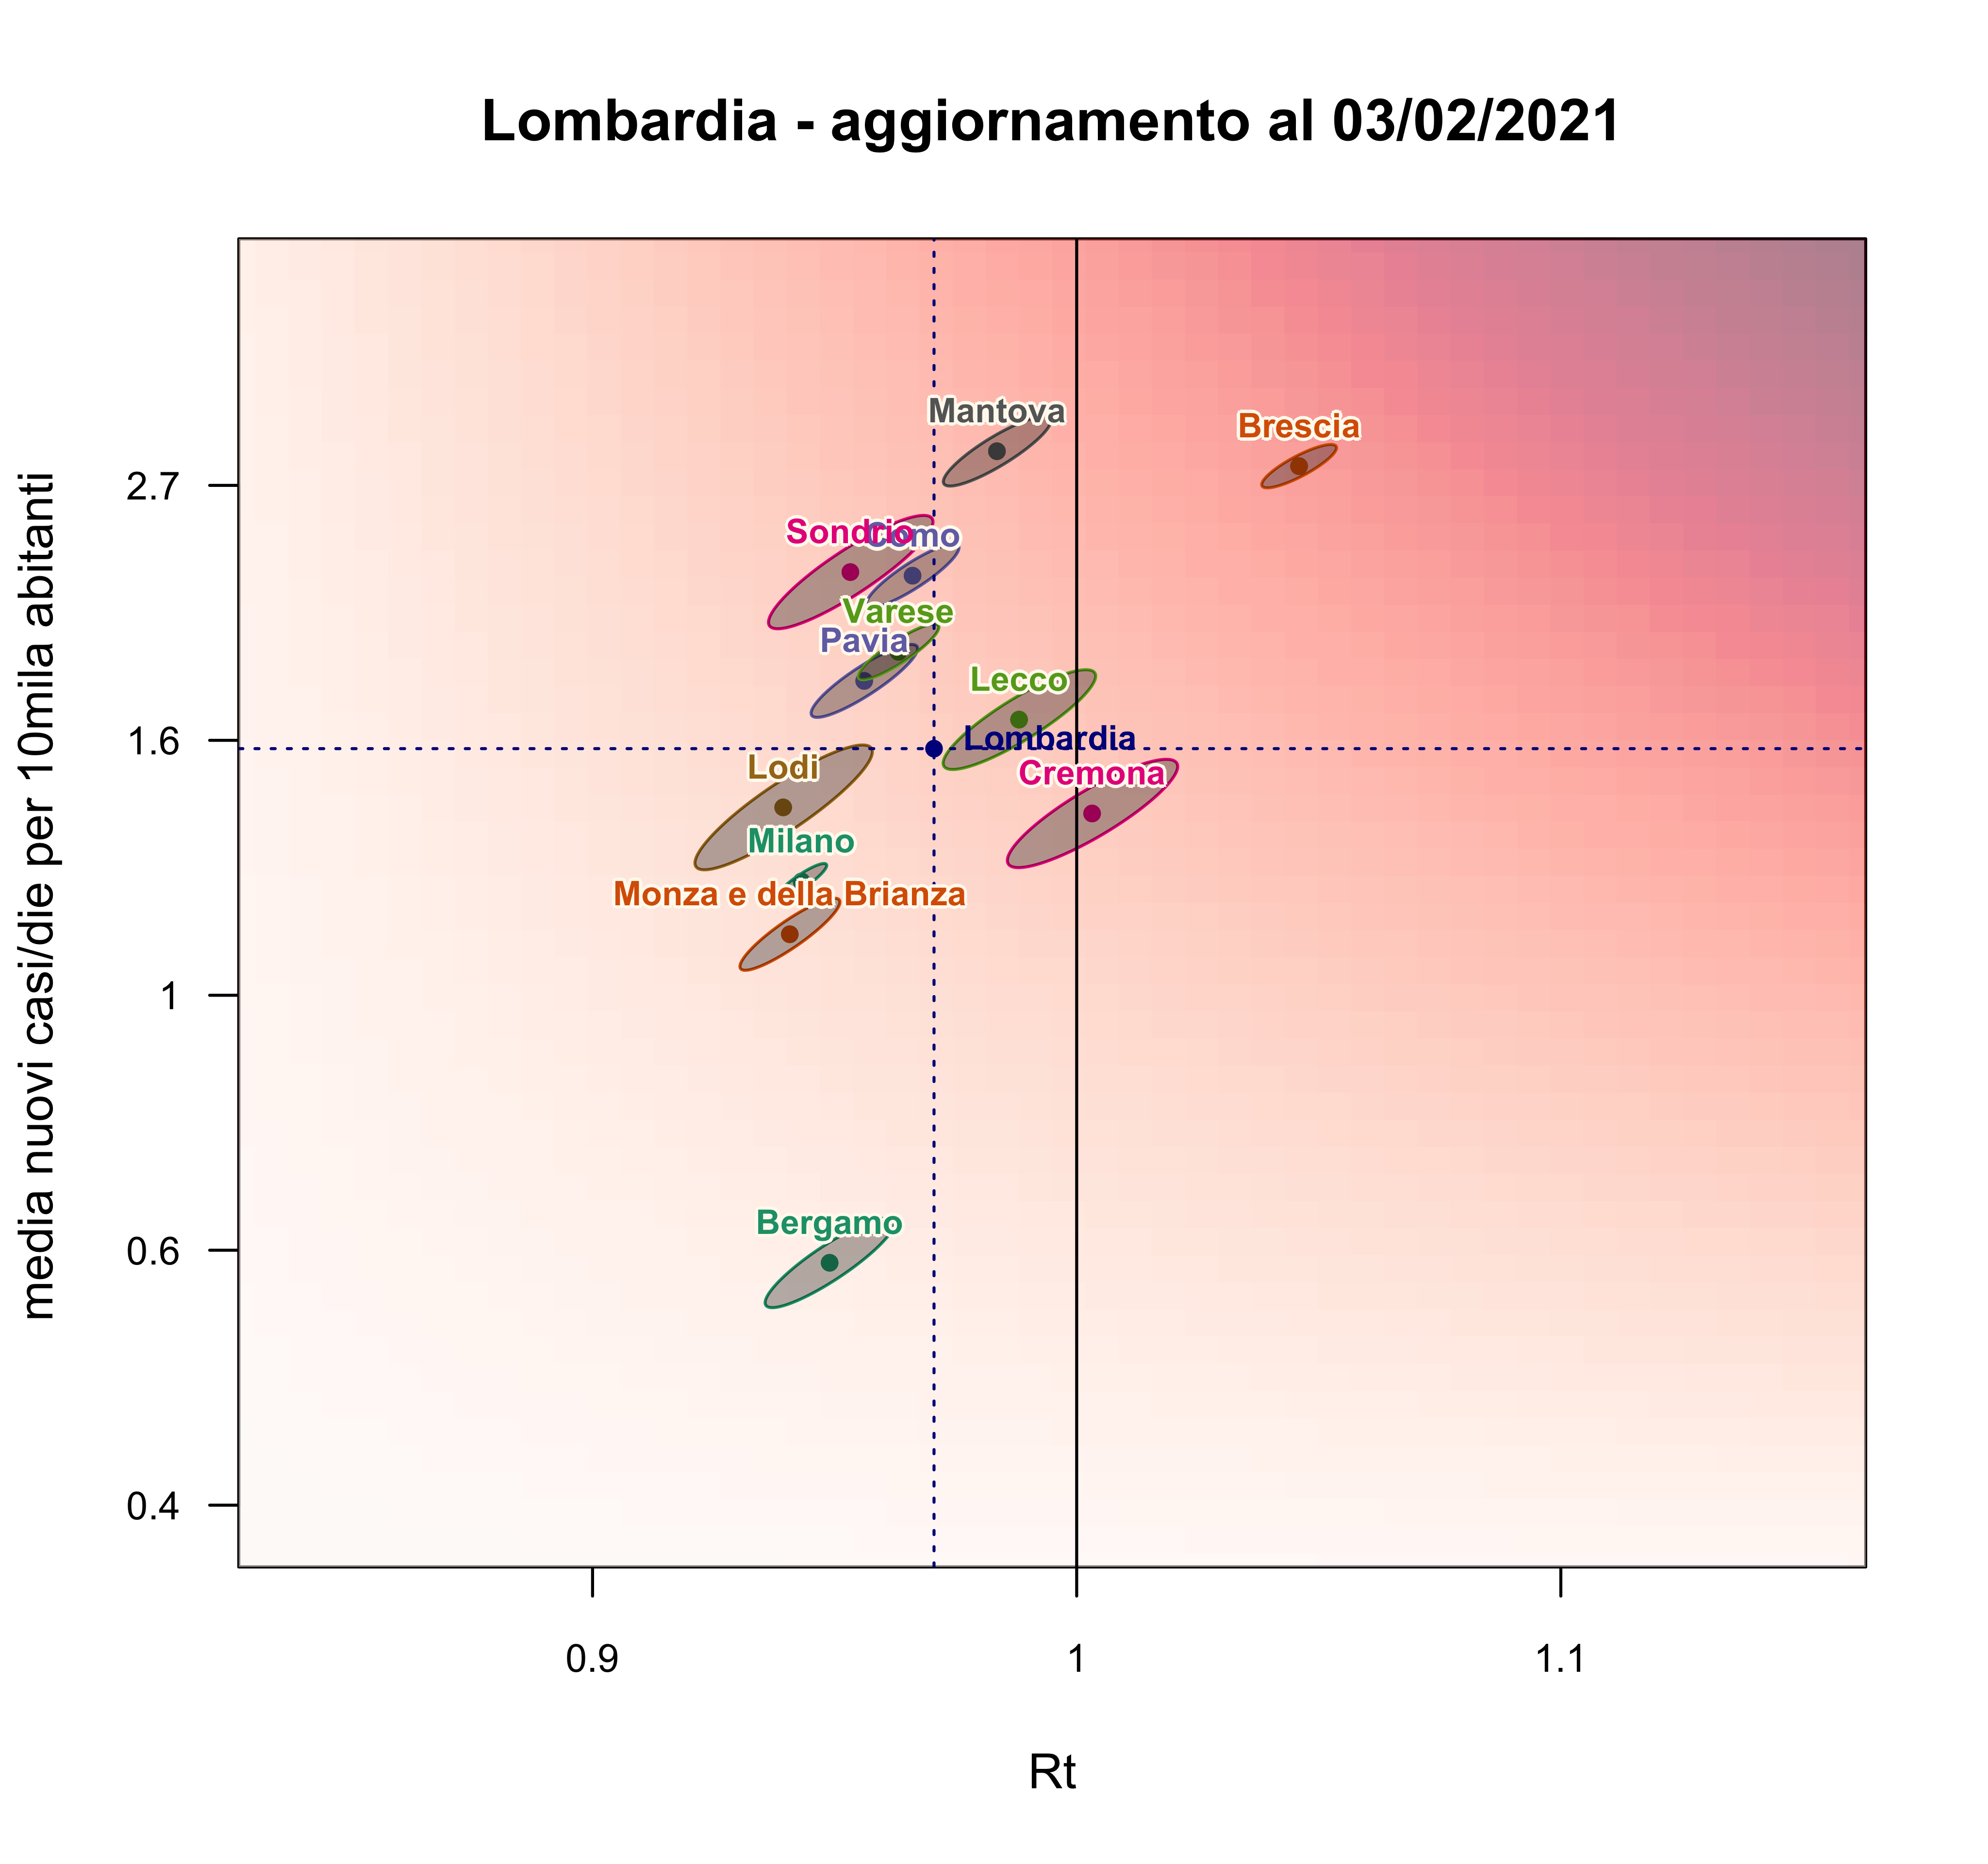 Lombardia - aggiornamento al 03/02/2021
media nuovi casi/die per 10mila abitanti
2.7
1.6
1
0.6
0.4
Mantova
Brescia
Sondrio
Como
Varese
Pavia
Lecco
Lombardia
Lodi
Cremona
Milano
Monza e della Brianza
Bergamo
0.9
1
1.1
Rt